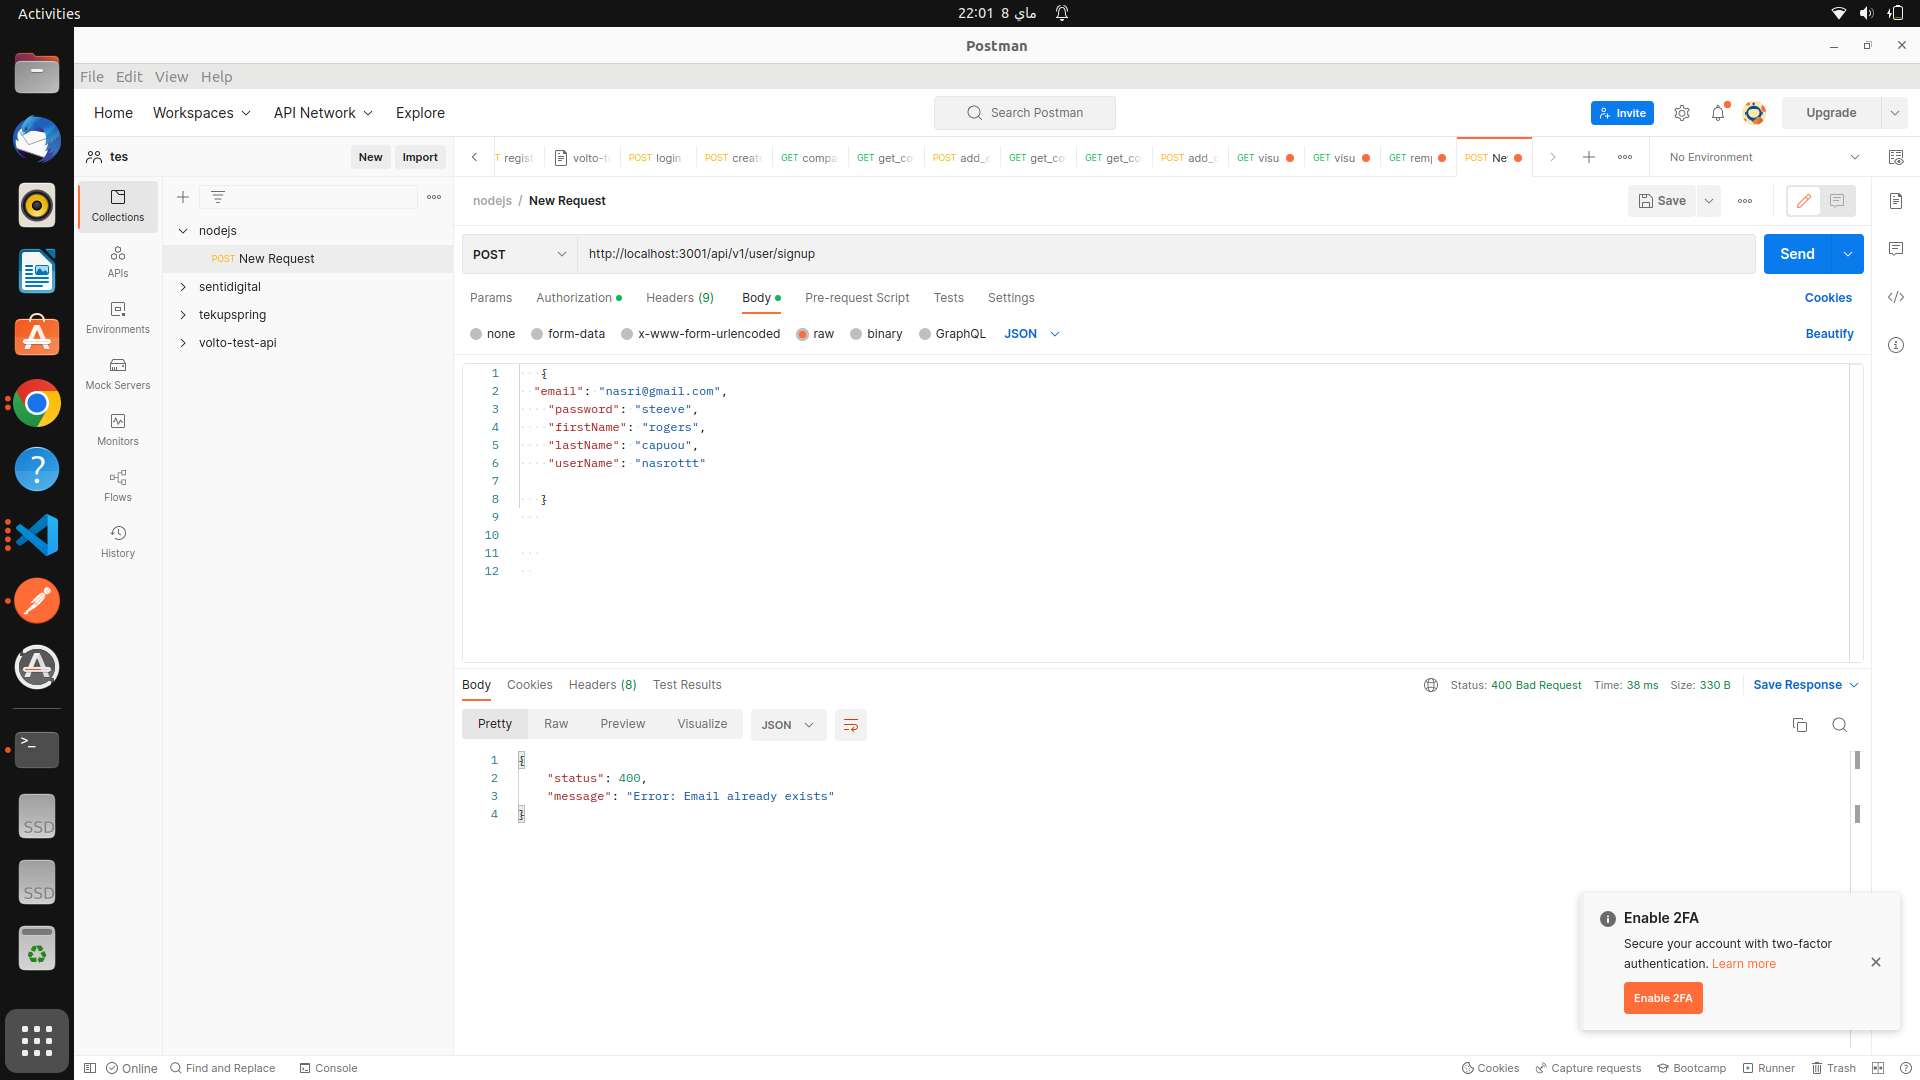 Activities
22:01 8 ماي
Postman
File Edit View Help
Home Workspaces API Network Explore
Search Postman
Invite
Upgrade
tes
New Import
T regist
volto-te
POST login
POST creat
GET compa
GET get_co
POST add_
GET get_co
GET get_co
POST add_c
GET visu
GET visu
GET remp
POST Ne
No Environment
Collections
APIs
Environments
Mock Servers
Monitors
Flows
History
nodejs
POST New Request
sentidigital
tekupspring
volto-test-api
nodejs / New Request
Save
POST http://localhost:3001/api/v1/user/signup
Send
Params Authorization Headers (9) Body Pre-request Script Tests Settings
Cookies
none form-data x-www-form-urlencoded raw binary GraphQL JSON
Beautify
1 {
2 "email": "nasri@gmail.com",
3 "password": "steeve",
4 "firstName": "rogers",
5 "lastName": "capuou",
6 "userName": "nasrottt"
7
8 }
9
10
11
12
Body Cookies Headers (8) Test Results
Status: 400 Bad Request Time: 38 ms Size: 330 B Save Response
Pretty Raw Preview Visualize JSON
1 {
2 "status": 400,
3 "message": "Error: Email already exists"
4 }
Enable 2FA
Secure your account with two-factor
authentication. Learn more
Enable 2FA
SSD
SSD
Online Find and Replace Console
Cookies Capture requests Bootcamp Runner Trash